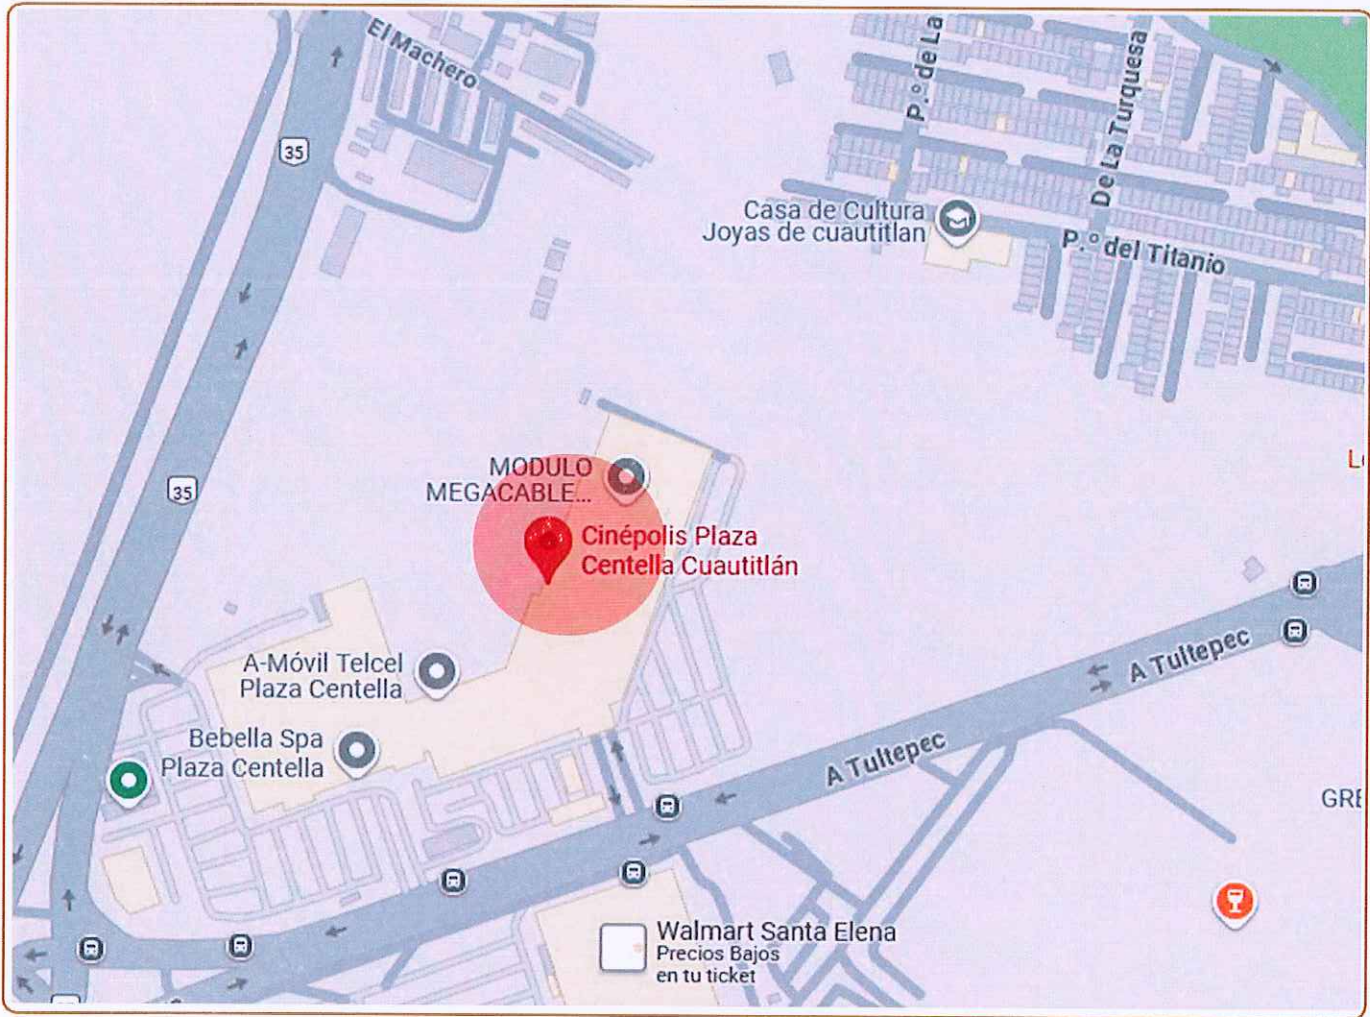 El Machero
P.º de La
De La Turquesa
35
Casa de Cultura
Joyas de cuautitlan
P.º del Titanio
MODULO
MEGACABLE...
35
Cinépolis Plaza
Centella Cuautitlán
A-Móvil Telcel
Plaza Centella
A Tultepec
Bebella Spa
Plaza Centella
A Tultepec
GRE
Walmart Santa Elena
Precios Bajos
en tu ticket